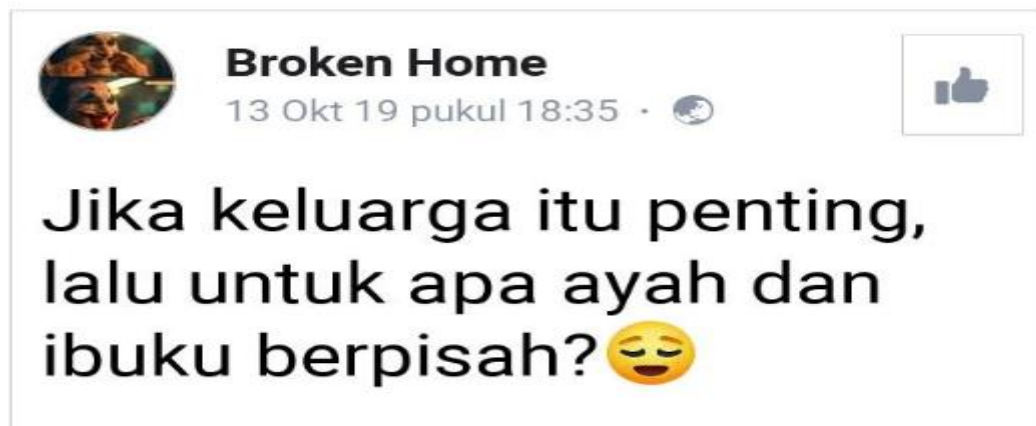 Broken Home
13 Okt 19 pukul 18:35 ·
Jika keluarga itu penting,
lalu untuk apa ayah dan
ibuku berpisah?😌